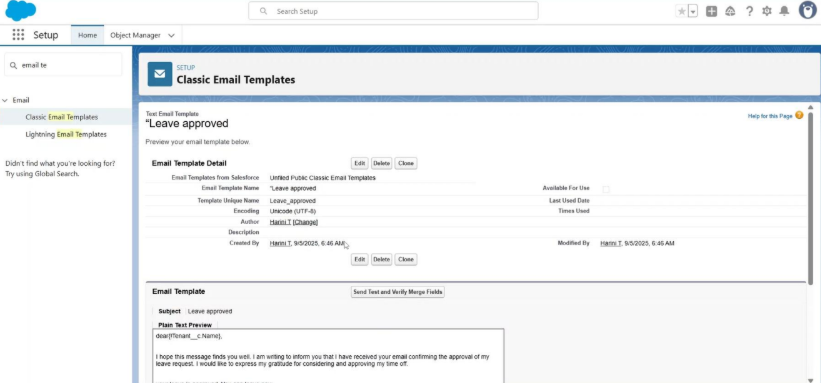 Search Setup
Setup
Home
Object Manager
email te
Email
Classic Email Templates
Lightning Email Templates
Didn't find what you're looking for?
Try using Global Search.
SETUP
Classic Email Templates
Text Email Template
"Leave approved
Help for this Page
Preview your email template below.
Email Template Detail
Edit Delete Clone
Email Templates from Salesforce Unfiled Public Classic Email Templates
Email Template Name "Leave approved Available For Use
Template Unique Name Leave_approved Last Used Date
Encoding Unicode (UTF-8) Times Used
Author Harini T [Change]
Description
Created By Harini T, 9/5/2025, 6:46 AM Modified By Harini T, 9/5/2025, 6:46 AM
Edit Delete Clone
Email Template Send Test and Verify Merge Fields
Subject Leave approved
Plain Text Preview
dear{!Tenant__c.Name},
I hope this message finds you well. I am writing to inform you that I have received your email confirming the approval of my
leave request. I would like to express my gratitude for considering and approving my time off.